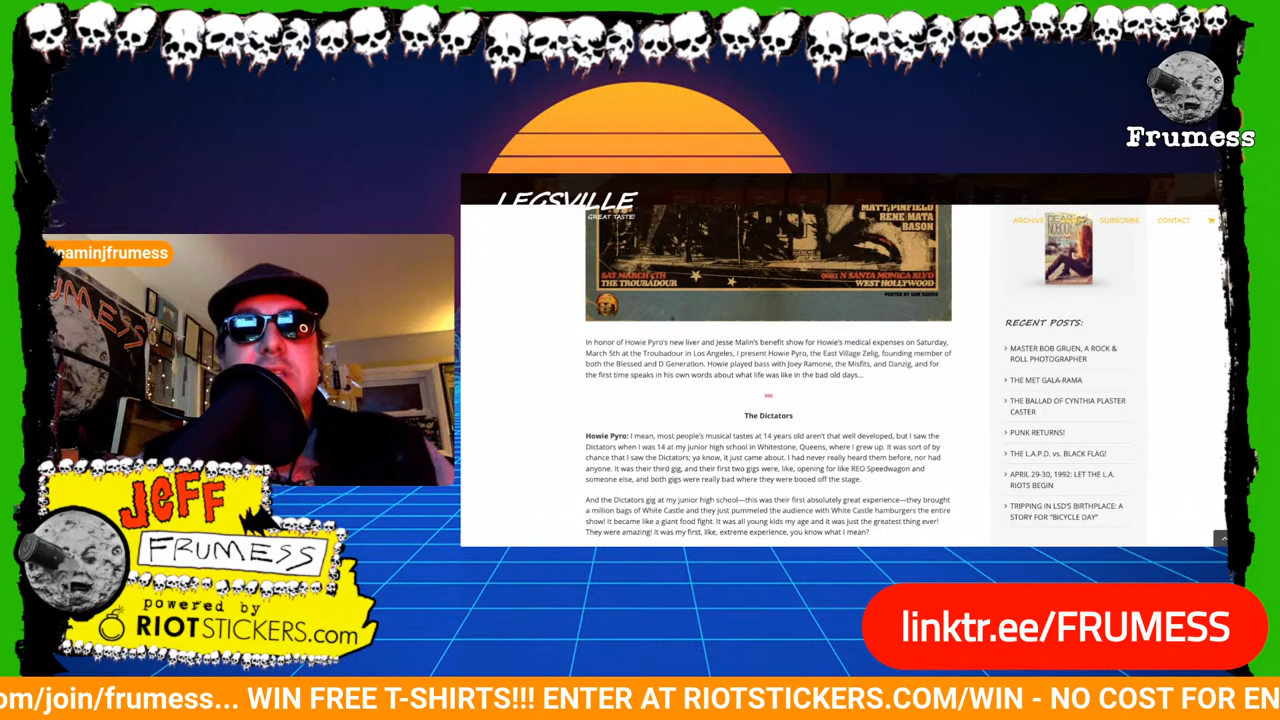 Frumess
LEGSVILLE
GREAT TASTE!
ARCHIVE SUBSCRIBE CONTACT
MATT PINFIELD
RENE MATA
BASON
SAT MARCH 5TH
THE TROUBADOUR
9081 N SANTA MONICA BLVD
WEST HOLLYWOOD
DEAR
NOBODY
eaminjfrumess
In honor of Howie Pyro's new liver and Jesse Malin's benefit show for Howie's medical expenses on Saturday,
March 5th at the Troubadour in Los Angeles, I present Howie Pyro, the East Village Zelig, founding member of
both the Blessed and D Generation. Howie played bass with Joey Ramone, the Misfits, and Danzig, and for
the first time speaks in his own words about what life was like in the bad old days...
The Dictators
Howie Pyro: I mean, most people's musical tastes at 14 years old aren't that well developed, but I saw the
Dictators when I was 14 at my junior high school in Whitestone, Queens, where I grew up. It was sort of by
chance that I saw the Dictators; ya know, it just came about. I had never really heard them before, nor had
anyone. It was their third gig, and their first two gigs were, like, opening for like REO Speedwagon and
someone else, and both gigs were really bad where they were booed off the stage.
And the Dictators gig at my junior high school—this was their first absolutely great experience—they brought
a million bags of White Castle and they just pummeled the audience with White Castle hamburgers the entire
show! It became like a giant food fight. It was all young kids my age and it was just the greatest thing ever!
They were amazing! It was my first, like, extreme experience, you know what I mean?
RECENT POSTS:
MASTER BOB GRUEN, A ROCK &
ROLL PHOTOGRAPHER
THE MET GALA-RAMA
THE BALLAD OF CYNTHIA PLASTER
CASTER
PUNK RETURNS!
THE L.A.P.D. vs. BLACK FLAG!
APRIL 29-30, 1992: LET THE L.A.
RIOTS BEGIN
TRIPPING IN LSD'S BIRTHPLACE: A
STORY FOR "BICYCLE DAY"
JEFF
FRUMESS
powered by
RIOTSTICKERS.com
linktr.ee/FRUMESS
om/join/frumess... WIN FREE T-SHIRTS!!! ENTER AT RIOTSTICKERS.COM/WIN - NO COST FOR EN